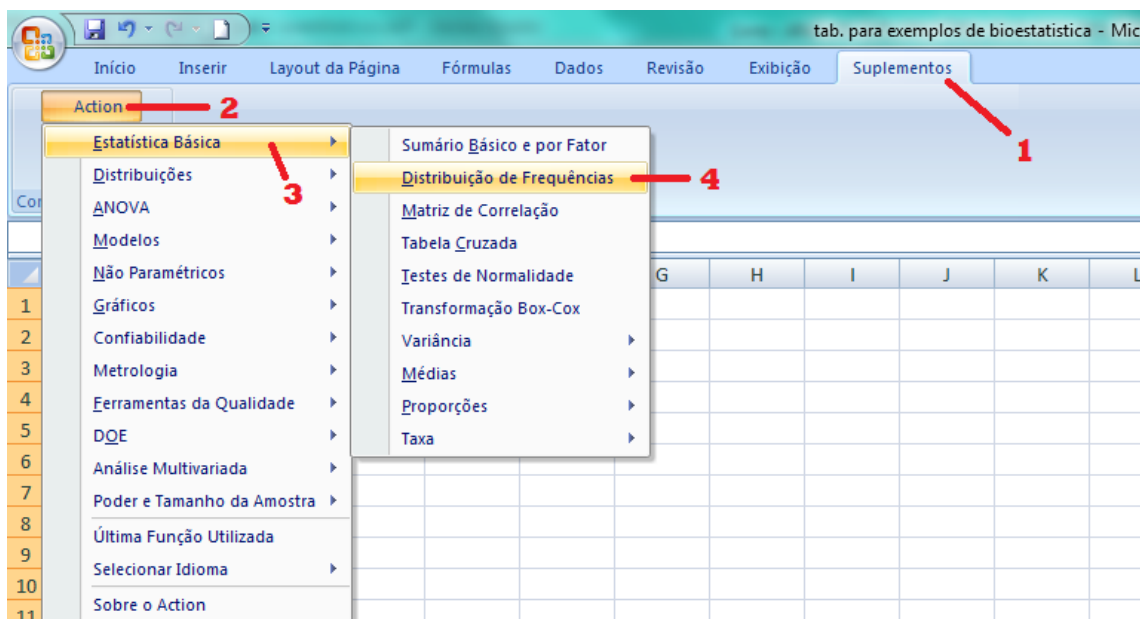 tab. para exemplos de bioestatistica - Mic
Início Inserir Layout da Página Fórmulas Dados Revisão Exibição Suplementos
1
Action 2
Estatística Básica
3
Distribuições
ANOVA
Modelos
Não Paramétricos
Gráficos
Confiabilidade
Metrologia
Ferramentas da Qualidade
DOE
Análise Multivariada
Poder e Tamanho da Amostra
Última Função Utilizada
Selecionar Idioma
Sobre o Action
Sumário Básico e por Fator
Distribuição de Frequências 4
Matriz de Correlação
Tabela Cruzada
Testes de Normalidade
Transformação Box-Cox
Variância
Médias
Proporções
Taxa
Cor
G H I J K L
1
2
3
4
5
6
7
8
9
10
11